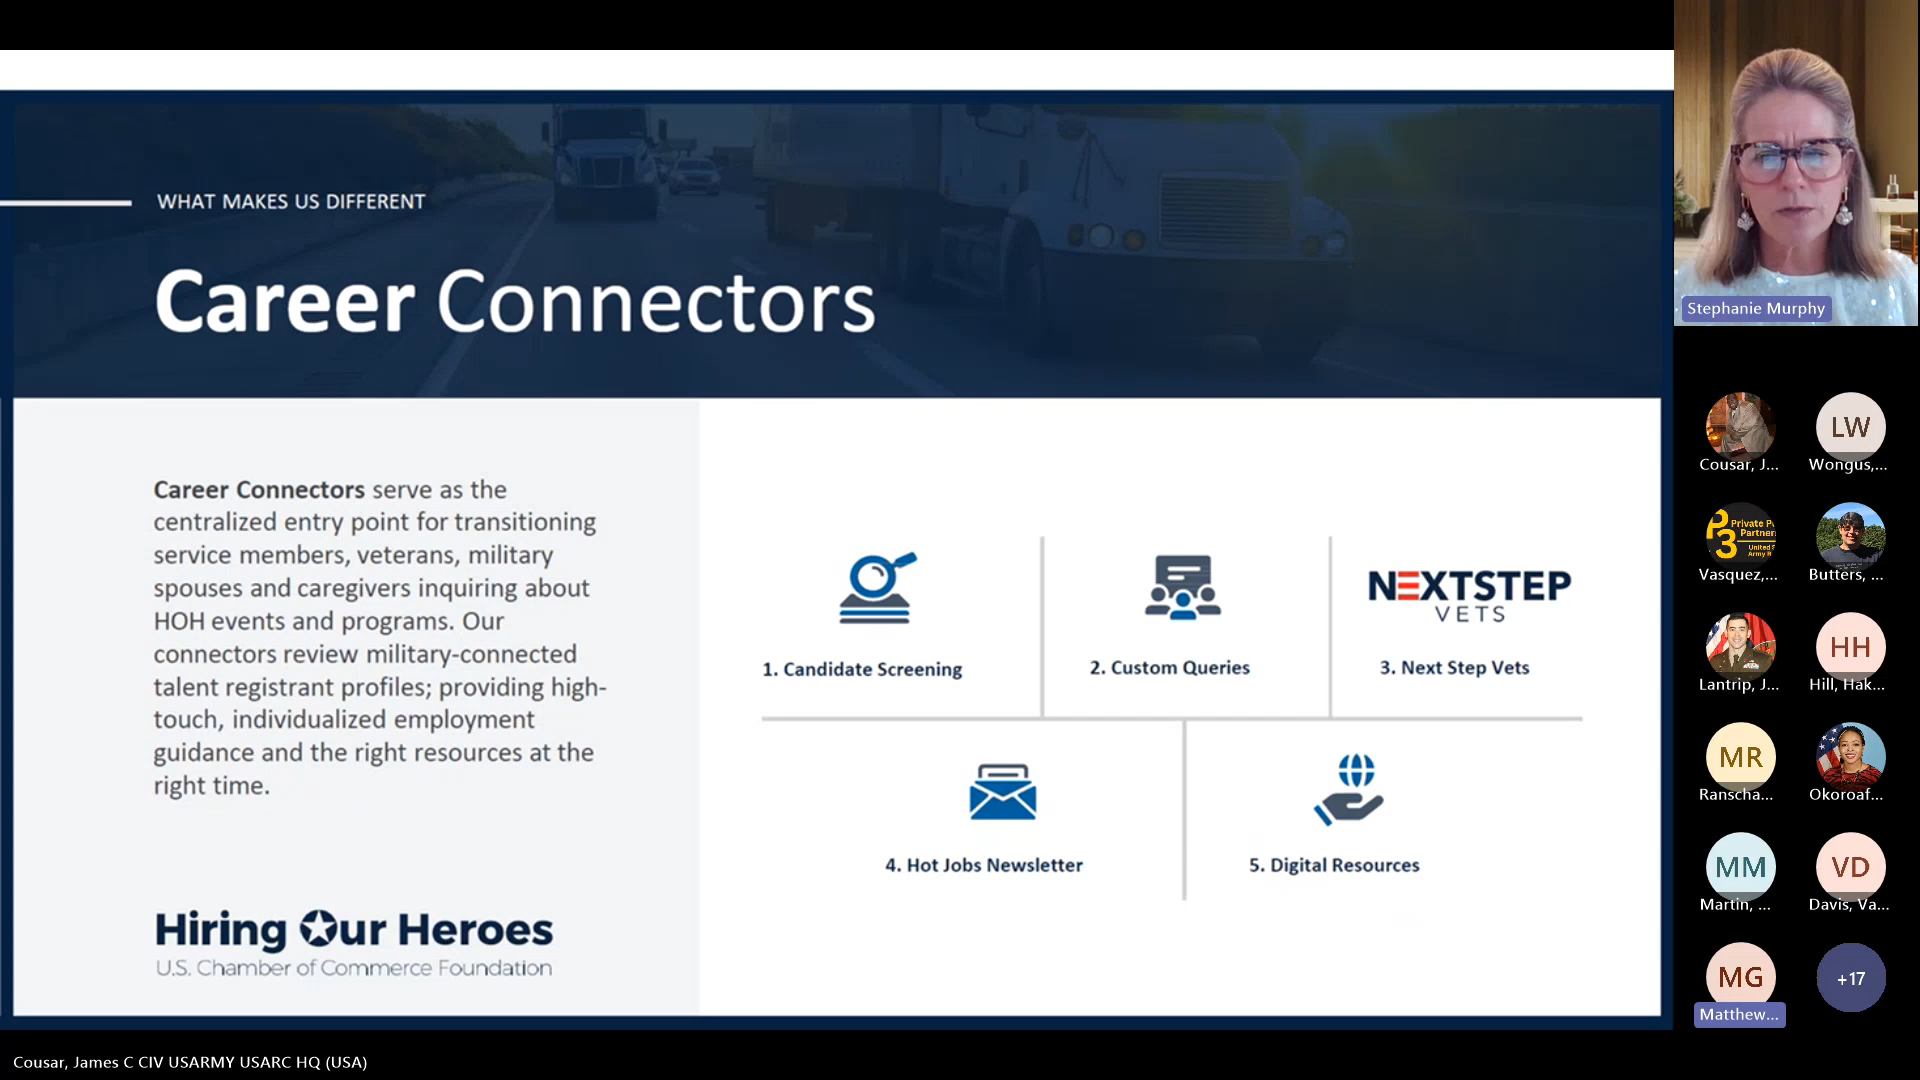 WHAT MAKES US DIFFERENT
Career Connectors
Career Connectors serve as the
centralized entry point for transitioning
service members, veterans, military
spouses and caregivers inquiring about
HOH events and programs. Our
connectors review military-connected
talent registrant profiles; providing high-
touch, individualized employment
guidance and the right resources at the
right time.
Hiring Our Heroes
U.S. Chamber of Commerce Foundation
1. Candidate Screening
2. Custom Queries
NEXTSTEP
VETS
3. Next Step Vets
4. Hot Jobs Newsletter
5. Digital Resources
Stephanie Murphy
Cousar, J...
LW
Wongus,...
P3 Private P
Partner
United S
Army R
Vasquez,...
Butters, ...
Lantrip, J...
HH
Hill, Hak...
MR
Ranscha...
Okoroaf...
MM
Martin, ...
VD
Davis, Va...
MG
Matthew...
+17
Cousar, James C CIV USARMY USARC HQ (USA)